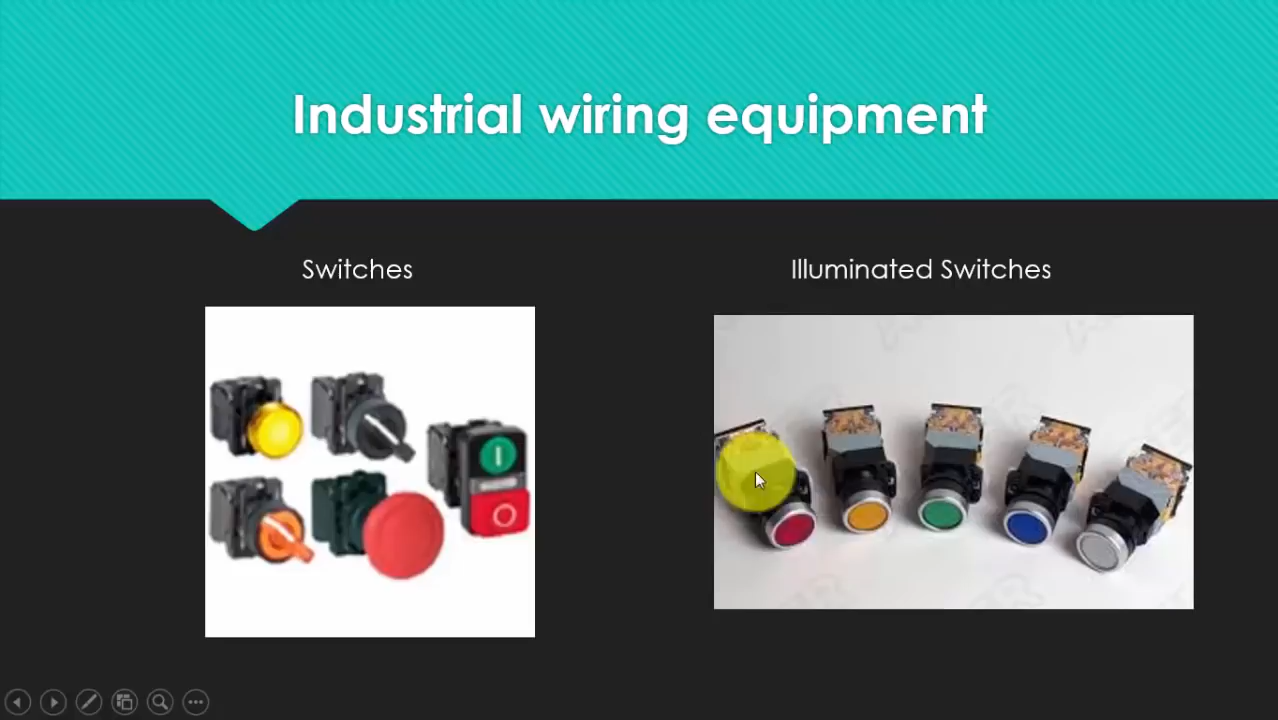 Industrial wiring equipment
Switches
Illuminated Switches